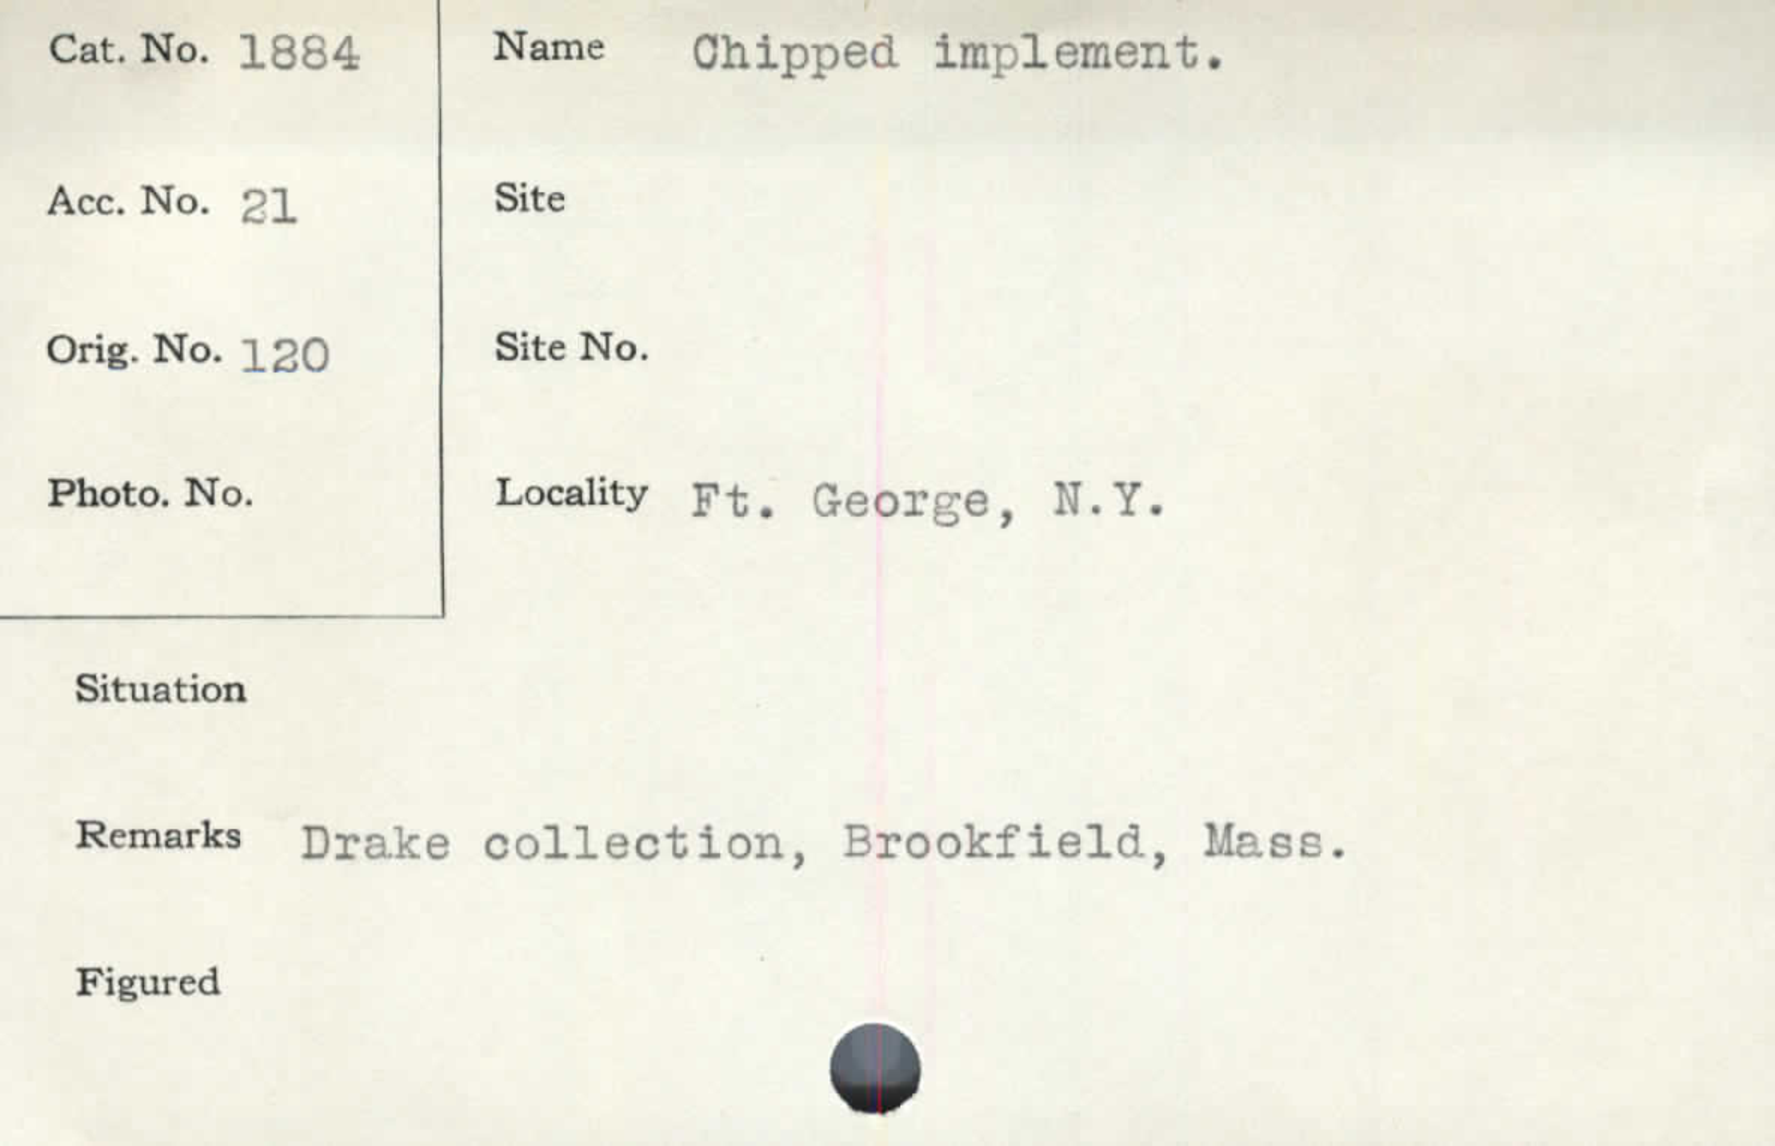 Cat. No. 1884
Name Chipped implement.
Acc. No. 21
Site
Orig. No. 120
Site No.
Photo. No.
Locality Ft. George, N.Y.
Situation
Remarks Drake collection, Brookfield, Mass.
Figured